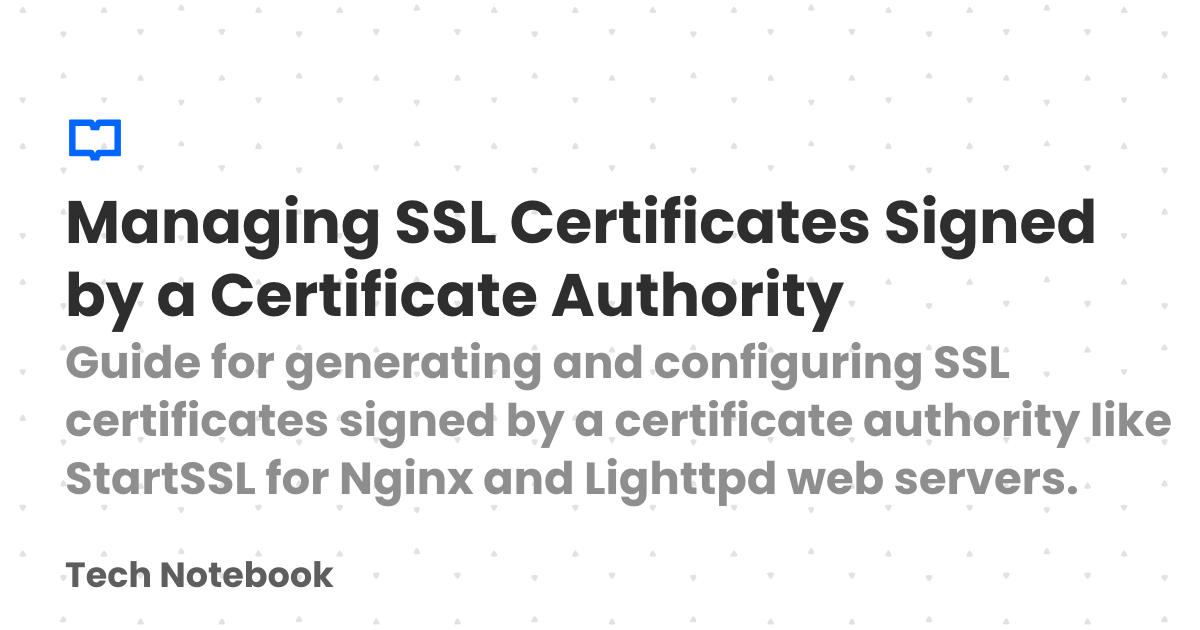 Managing SSL Certificates Signed
by a Certificate Authority
Guide for generating and configuring SSL
certificates signed by a certificate authority like
StartSSL for Nginx and Lighttpd web servers.
Tech Notebook